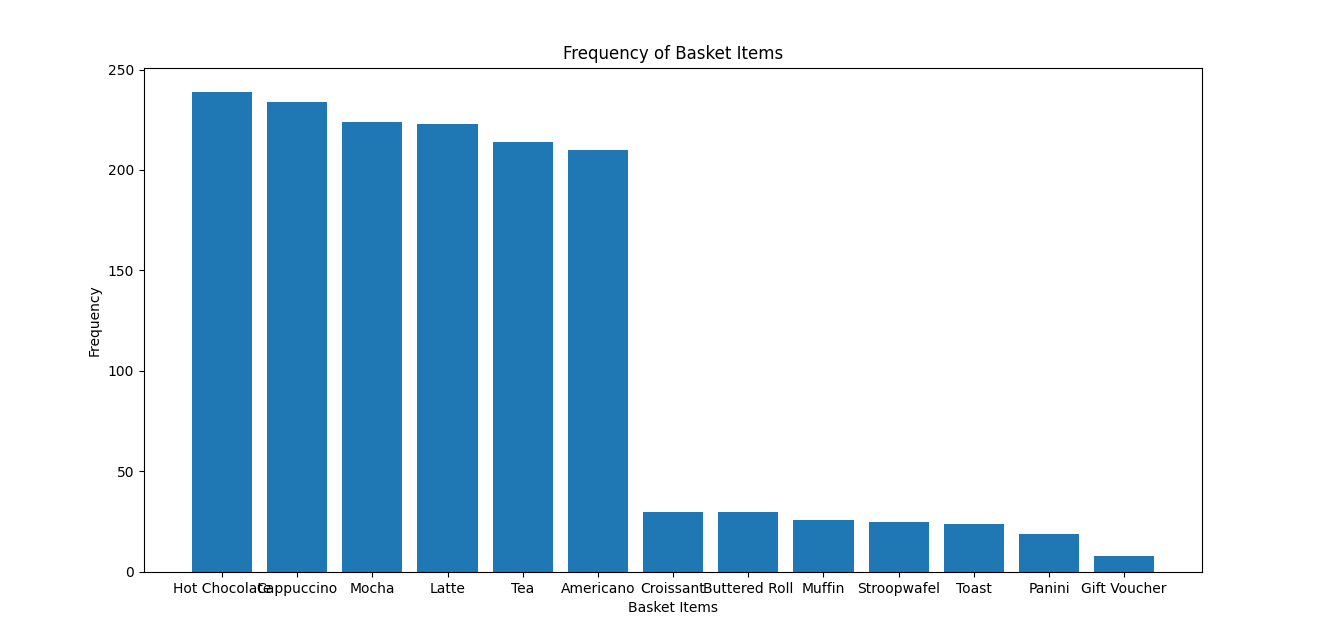 Frequency of Basket Items
250
200
150
100
50
0
Frequency
Hot Chocolate Cappuccino Mocha Latte Tea Americano Croissant Buttered Roll Muffin Stroopwafel Toast Panini Gift Voucher
Basket Items